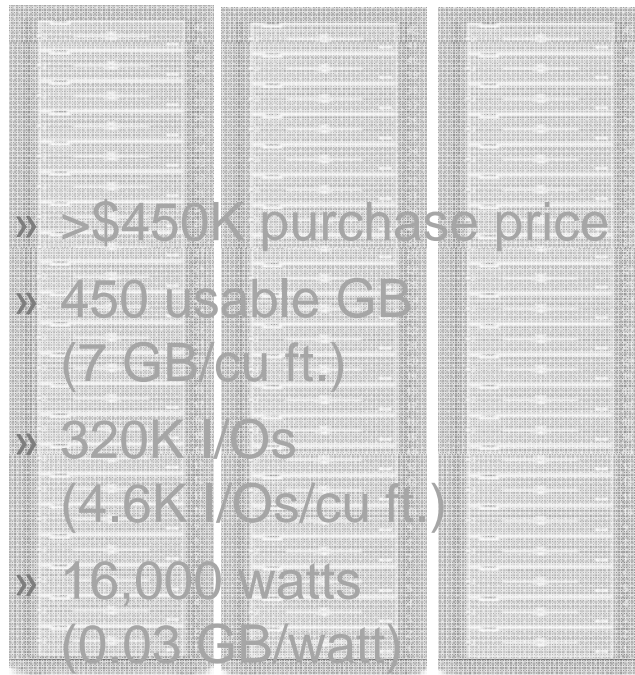 » >$450K purchase price
» 450 usable GB
(7 GB/cu ft.)
» 320K I/Os
(4.6K I/Os/cu ft.)
» 16,000 watts
(0.03 GB/watt)